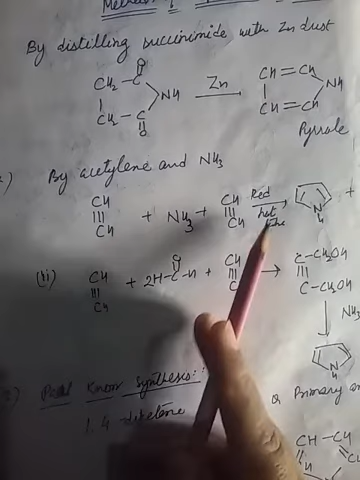 By distilling succinimide with Zn dust
O
CH₂ – C
NH
Zn
CH = CH
NH
CH₂ – C
O
CH = CH
Pyrrole
By acetylene and NH₃
CH
CH
+ NH₃ +
CH
CH
Red
hot
N
H
+
(ii)
CH
CH
+ 2H – C – H +
O
CH
C
→
C – CH₂OH
C – CH₂OH
NH₃
N
H
Knorr Synthesis :
1,4 diketone
Primary
CH – C
CH